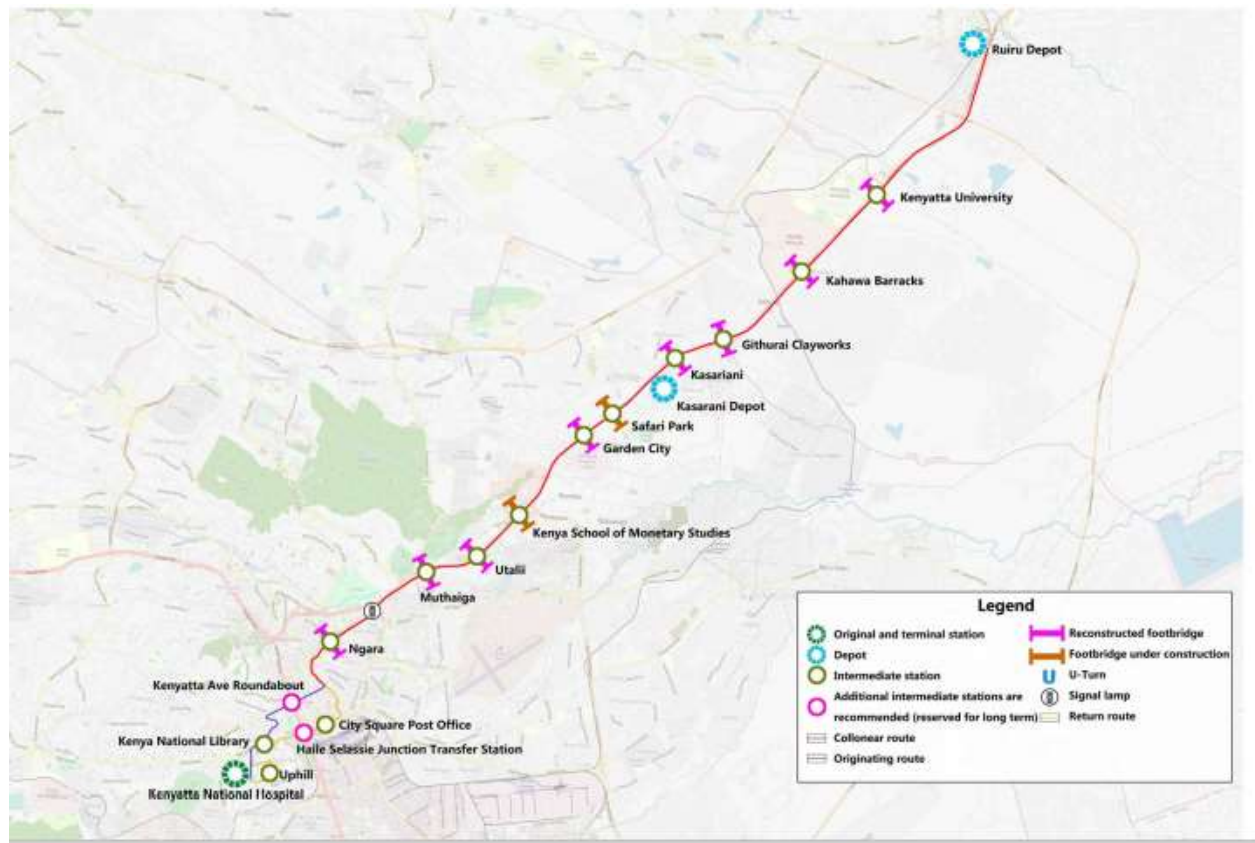 Ruiru Depot
Kenyatta University
Kahawa Barracks
Githurai Clayworks
Kasariani
Kasarani Depot
Safari Park
Garden City
Kenya School of Monetary Studies
Utalii
Muthaiga
Ngara
Kenyatta Ave Roundabout
City Square Post Office
Kenya National Library
Haile Selassie Junction Transfer Station
Uphill
Kenyatta National Hospital
Legend
Original and terminal station
Depot
Intermediate station
Additional intermediate stations are
recommended (reserved for long term)
Collonear route
Originating route
Reconstructed footbridge
Footbridge under construction
U-Turn
Signal lamp
Return route